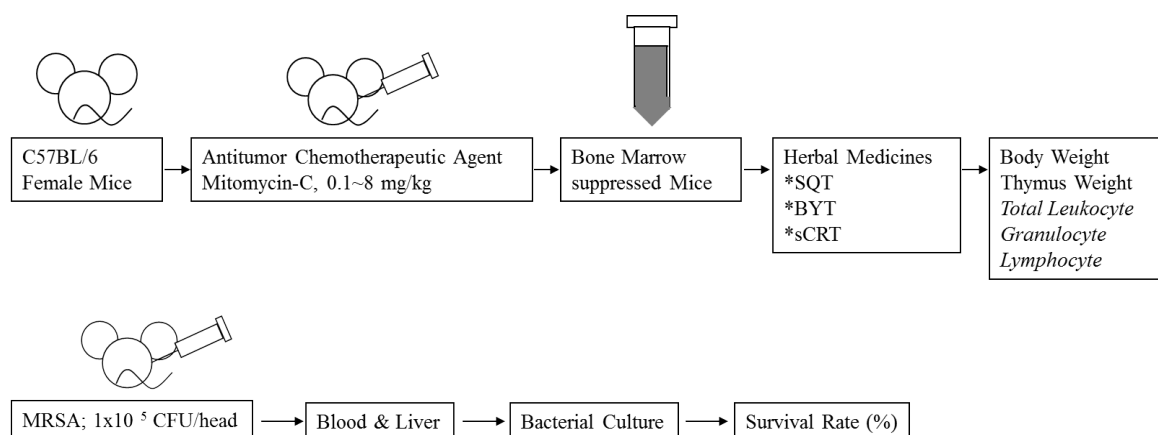 C57BL/6
Female Mice
Antitumor Chemotherapeutic Agent
Mitomycin-C, 0.1~8 mg/kg
Bone Marrow
suppressed Mice
Herbal Medicines
*SQT
*BYT
*sCRT
Body Weight
Thymus Weight
Total Leukocyte
Granulocyte
Lymphocyte
MRSA; 1x10 ⁵ CFU/head
Blood & Liver
Bacterial Culture
Survival Rate (%)